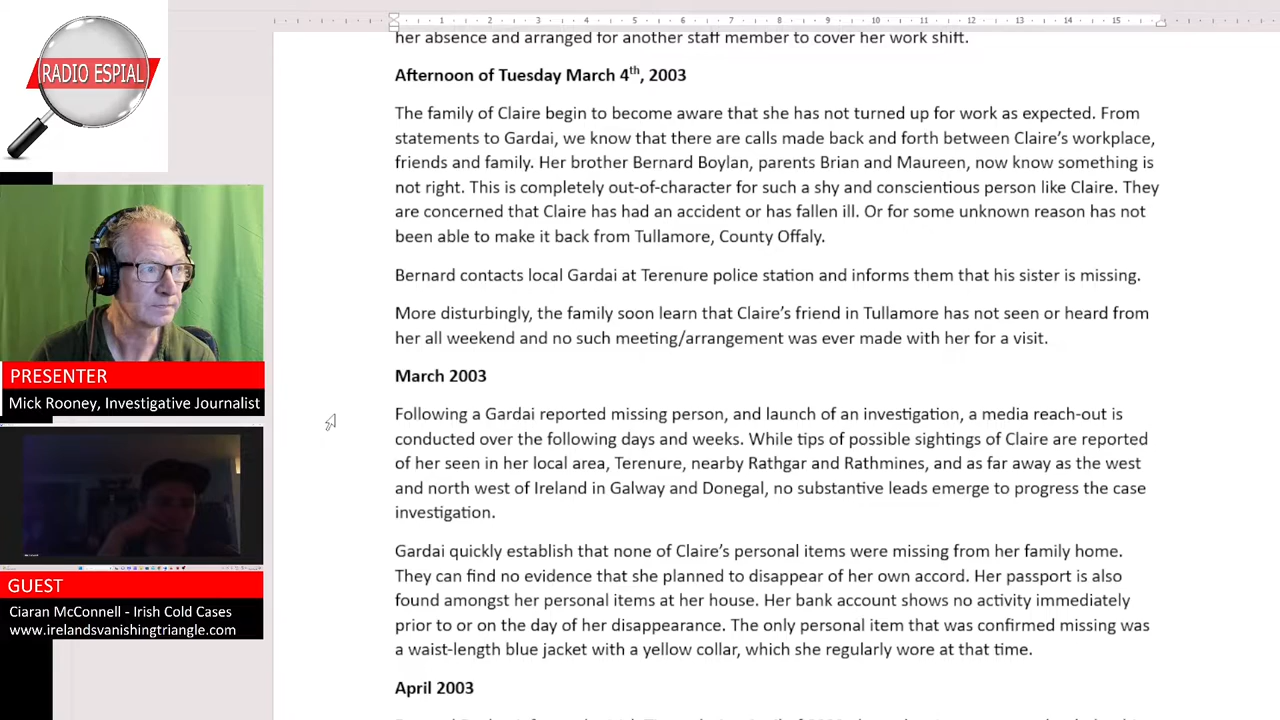 RADIO ESPIAL
her absence and arranged for another staff member to cover her work shift.
Afternoon of Tuesday March 4th, 2003
The family of Claire begin to become aware that she has not turned up for work as expected. From
statements to Gardai, we know that there are calls made back and forth between Claire's workplace,
friends and family. Her brother Bernard Boylan, parents Brian and Maureen, now know something is
not right. This is completely out-of-character for such a shy and conscientious person like Claire. They
are concerned that Claire has had an accident or has fallen ill. Or for some unknown reason has not
been able to make it back from Tullamore, County Offaly.
Bernard contacts local Gardai at Terenure police station and informs them that his sister is missing.
More disturbingly, the family soon learn that Claire's friend in Tullamore has not seen or heard from
her all weekend and no such meeting/arrangement was ever made with her for a visit.
March 2003
Following a Gardai reported missing person, and launch of an investigation, a media reach-out is
conducted over the following days and weeks. While tips of possible sightings of Claire are reported
of her seen in her local area, Terenure, nearby Rathgar and Rathmines, and as far away as the west
and north west of Ireland in Galway and Donegal, no substantive leads emerge to progress the case
investigation.
Gardai quickly establish that none of Claire's personal items were missing from her family home.
They can find no evidence that she planned to disappear of her own accord. Her passport is also
found amongst her personal items at her house. Her bank account shows no activity immediately
prior to or on the day of her disappearance. The only personal item that was confirmed missing was
a waist-length blue jacket with a yellow collar, which she regularly wore at that time.
April 2003
PRESENTER
Mick Rooney, Investigative Journalist
GUEST
Ciaran McConnell - Irish Cold Cases
www.irelandsvanishingtriangle.com
1 2 3 4 5 6 7 8 9 10 11 12 13 14 15